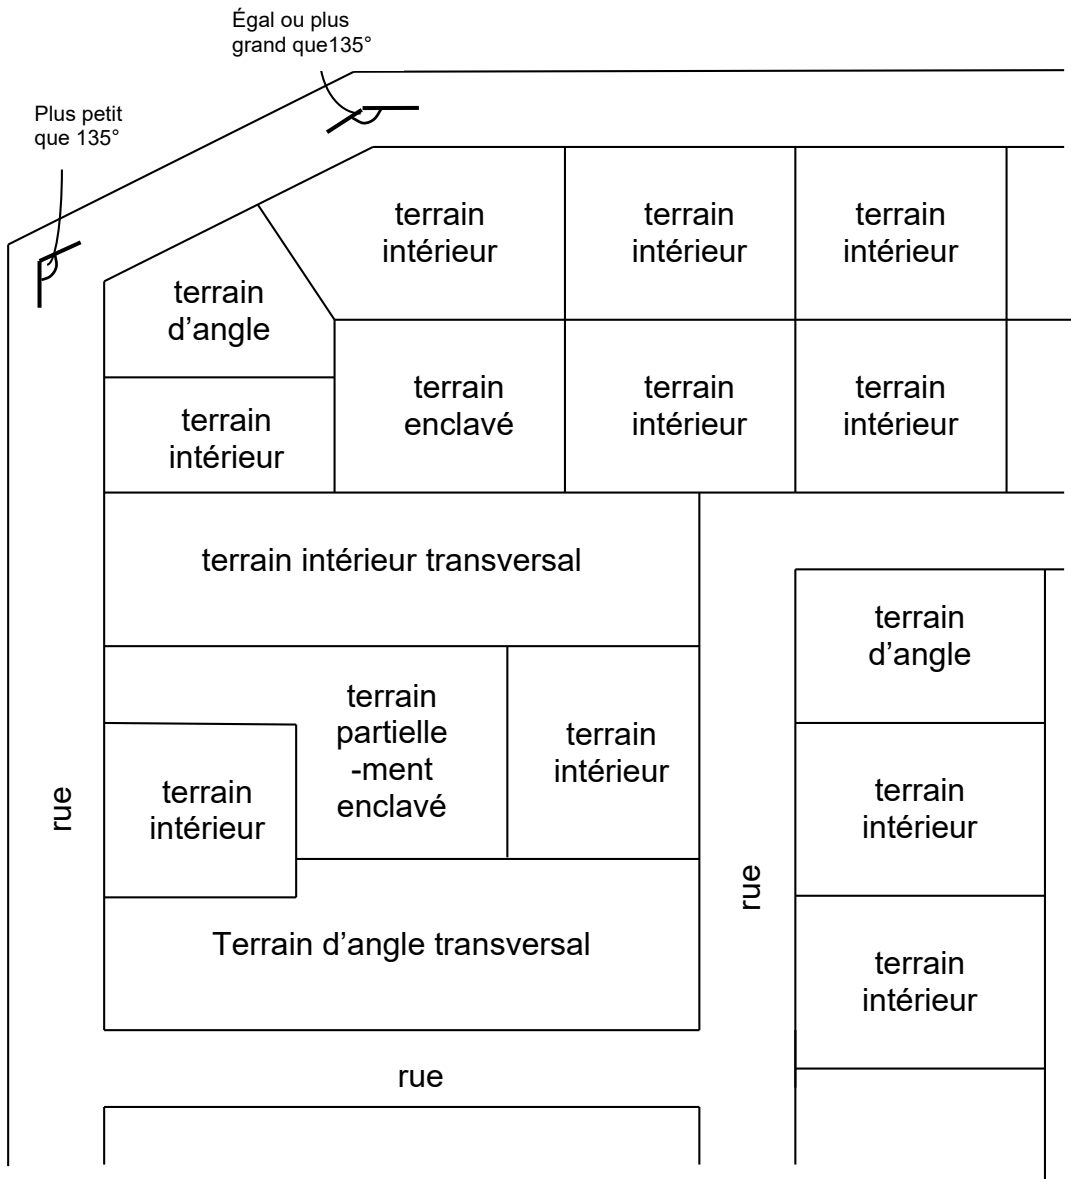 Égal ou plus
grand que135°
Plus petit
que 135°
terrain
intérieur
terrain
intérieur
terrain
intérieur
terrain
d’angle
terrain
enclavé
terrain
intérieur
terrain
intérieur
terrain
intérieur
terrain intérieur transversal
terrain
d’angle
terrain
partielle
-ment
enclavé
terrain
intérieur
terrain
intérieur
terrain
intérieur
rue
rue
Terrain d’angle transversal
terrain
intérieur
rue